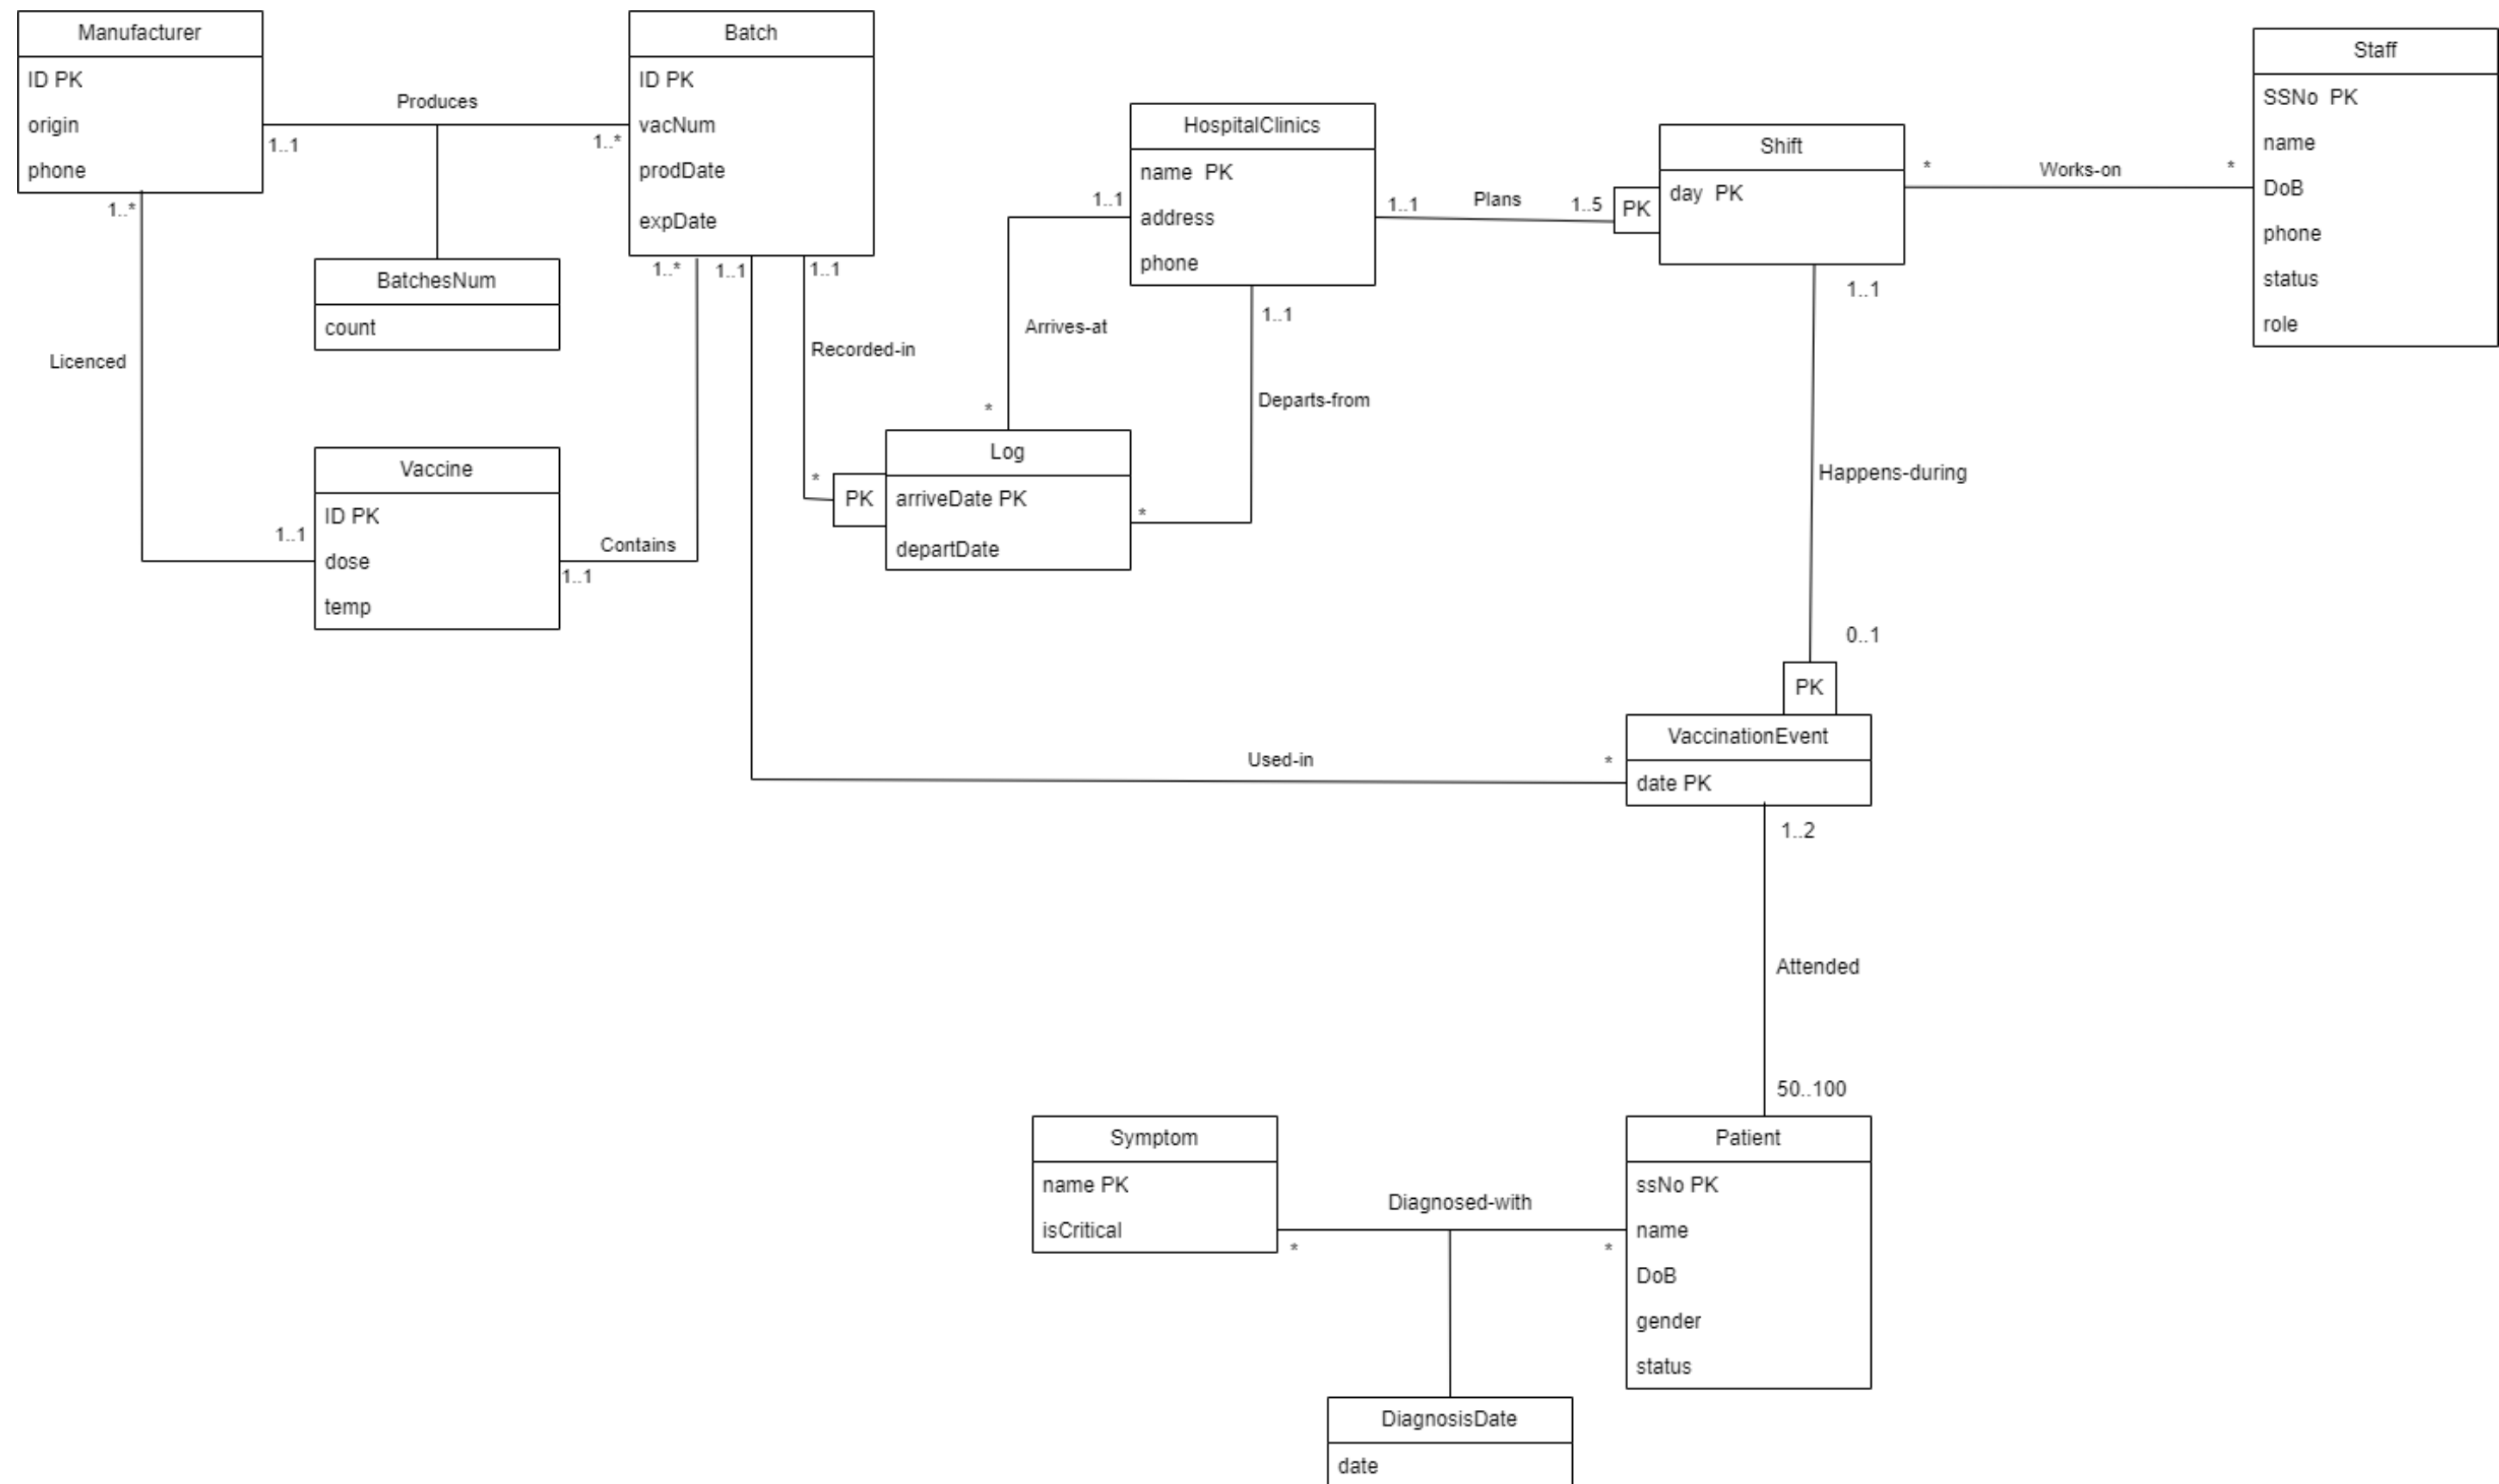 Manufacturer
ID PK
origin
phone
Produces
1..1
1..*
Batch
ID PK
vacNum
prodDate
expDate
BatchesNum
count
1..*
Licenced
1..1
Vaccine
ID PK
dose
temp
Contains
1..1
1..*
1..1
1..1
Recorded-in
*
PK
Log
arriveDate PK
departDate
*
Arrives-at
1..1
HospitalClinics
name PK
address
phone
1..1
Departs-from
*
1..1
Plans
1..5
PK
Shift
day PK
*
Works-on
*
Staff
SSNo PK
name
DoB
phone
status
role
1..1
Happens-during
0..1
PK
VaccinationEvent
date PK
Used-in
*
1..2
Attended
50..100
Symptom
name PK
isCritical
*
Diagnosed-with
*
Patient
ssNo PK
name
DoB
gender
status
DiagnosisDate
date